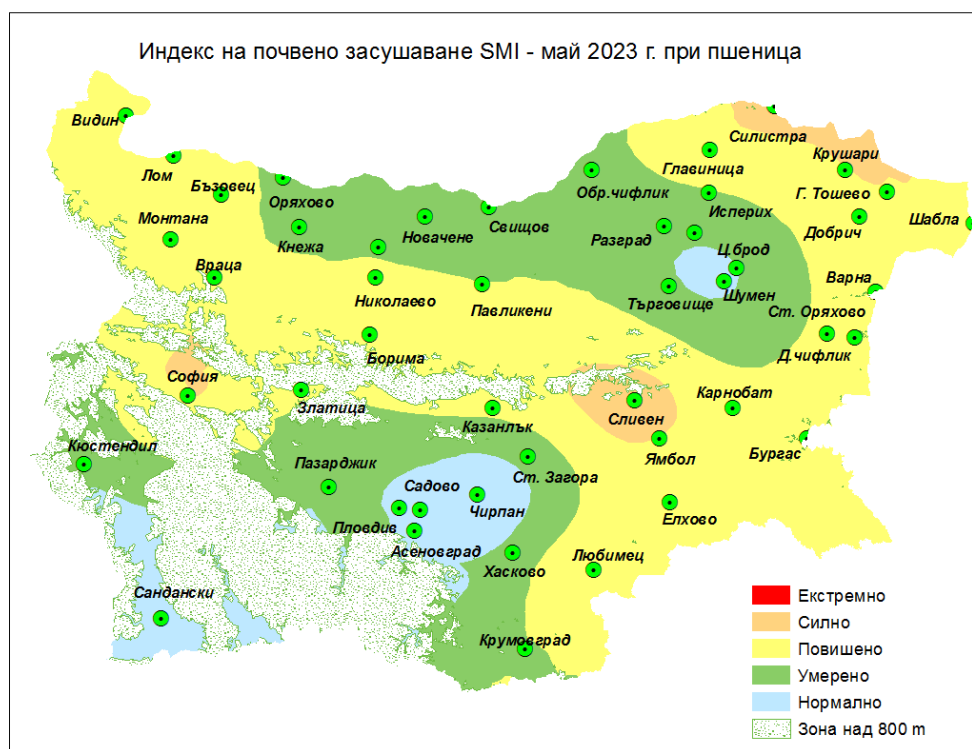 Индекс на почвено засушаване SMI - май 2023 г. при пшеница
Видин
Силистра
Лом
Главиница
Крушари
Бъзовец
Оряхово
Обр.чифлик
Г. Тошево
Монтана
Новачене
Свищов
Исперих
Шабла
Кнежа
Разград
Добрич
Враца
Ц.брод
Николаево
Павликени
Търговище
Шумен
Варна
Ст. Оряхово
Борима
Д.чифлик
София
Златица
Казанлък
Сливен
Карнобат
Кюстендил
Ямбол
Бургас
Пазарджик
Садово
Ст. Загора
Чирпан
Пловдив
Елхово
Асеновград
Хасково
Любимец
Сандански
Крумовград
Екстремно
Силно
Повишено
Умерено
Нормално
Зона над 800 m